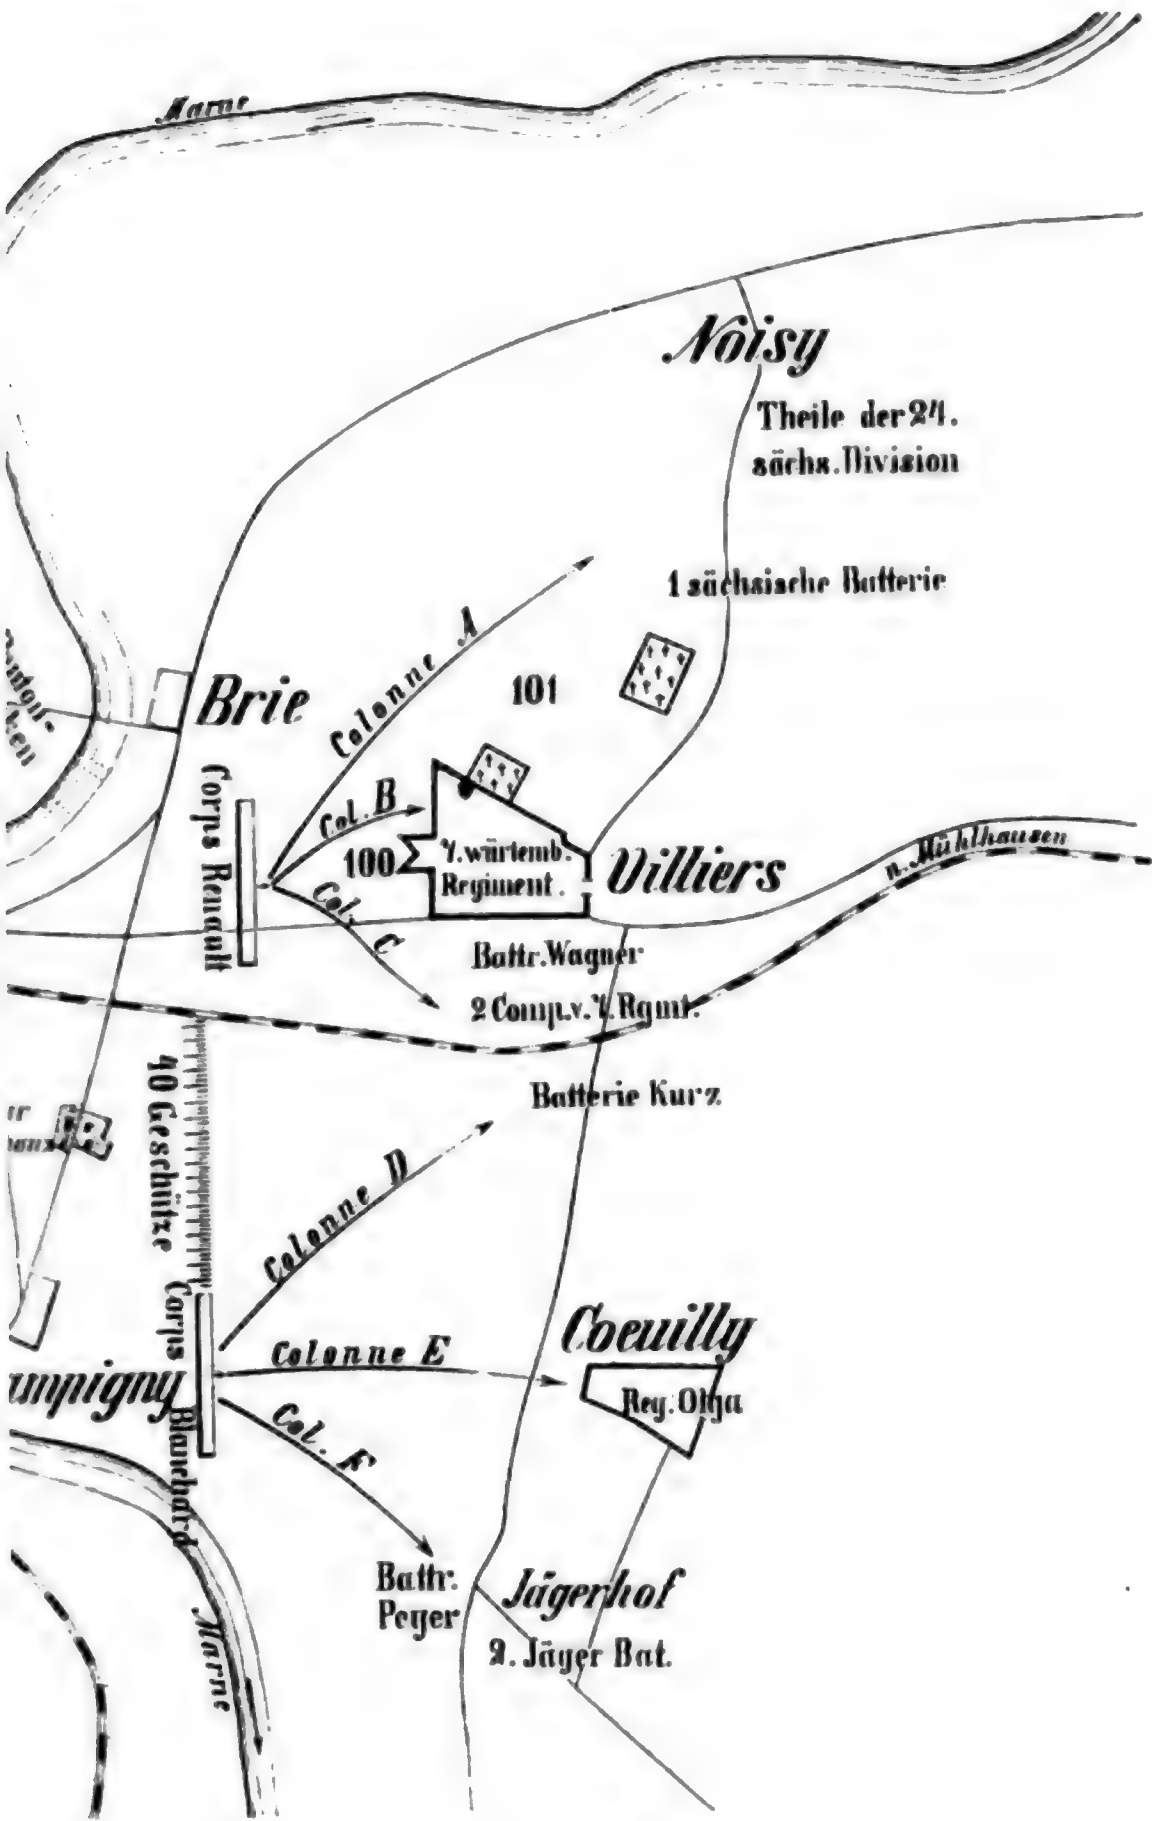 Marne
Noisy
Theile der 24.
sächs. Division
1 sächsische Batterie
Colonne A
101
Brie
Corps Renault
Col. B
100
7. würtemb.
Regiment.
Villiers
n. Mühlhausen
Col. C
Battr. Wagner
2 Comp. v. 7. Rgmt.
Batterie Kurz
40 Geschütze
Colonne D
Coeuilly
Colonne E
Reg. Olga
ampigny
Corps Blanchard
Col. F
Battr.
Peyer
Jägerhof
2. Jäger Bat.
Marne